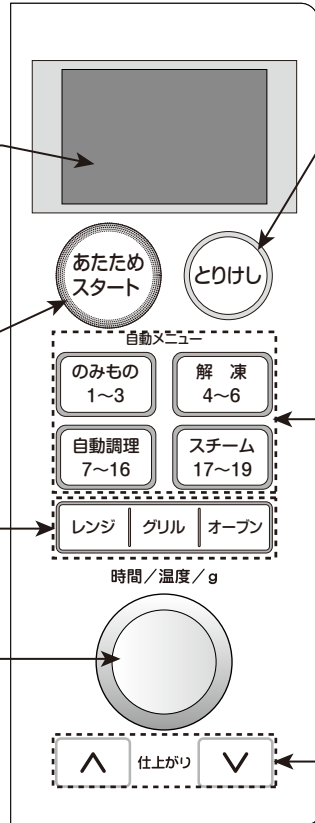 あたため
スタート
とりけし
自動メニュー
のみもの
1～3
解 凍
4～6
自動調理
7～16
スチーム
17～19
レンジ
グリル
オーブン
時間／温度／g
仕上がり